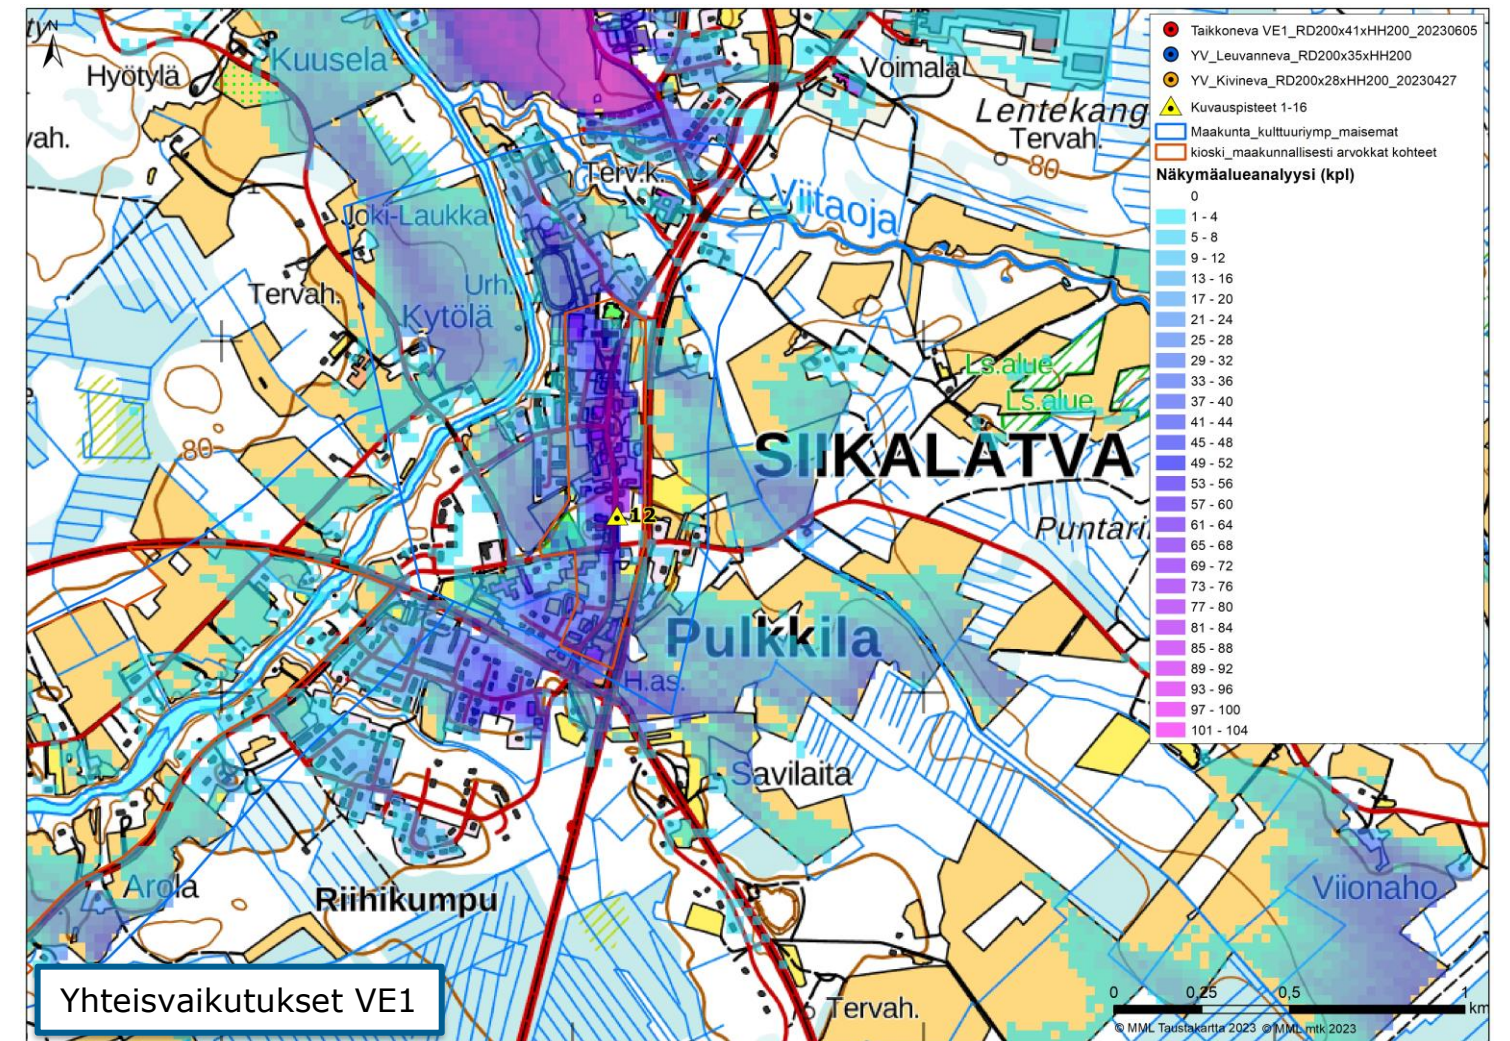 N
Hyötylä
Kuusela
Voimala
Lentekang
Tervah.
80
vah.
Terv.k.
Viitaoja
Joki-Laukka
Urh.
Tervah.
Kytölä
Ls.alue
Ls.alue
80
SIIKALATVA
12
Puntari
Pulkkila
H.as.
Savilaita
Arola
Riihikumpu
Viionaho
Tervah.
Yhteisvaikutukset VE1
Taikkoneva VE1_RD200x41xHH200_20230605
YV_Leuvanneva_RD200x35xHH200
YV_Kivineva_RD200x28xHH200_20230427
Kuvauspisteet 1-16
Maakunta_kulttuuriymp_maisemat
kioski_maakunnallisesti arvokkat kohteet
Näkymäalueanalyysi (kpl)
0
1 - 4
5 - 8
9 - 12
13 - 16
17 - 20
21 - 24
25 - 28
29 - 32
33 - 36
37 - 40
41 - 44
45 - 48
49 - 52
53 - 56
57 - 60
61 - 64
65 - 68
69 - 72
73 - 76
77 - 80
81 - 84
85 - 88
89 - 92
93 - 96
97 - 100
101 - 104
0 0,25 0,5 1
km
© MML Taustakartta 2023 © MML mtk 2023